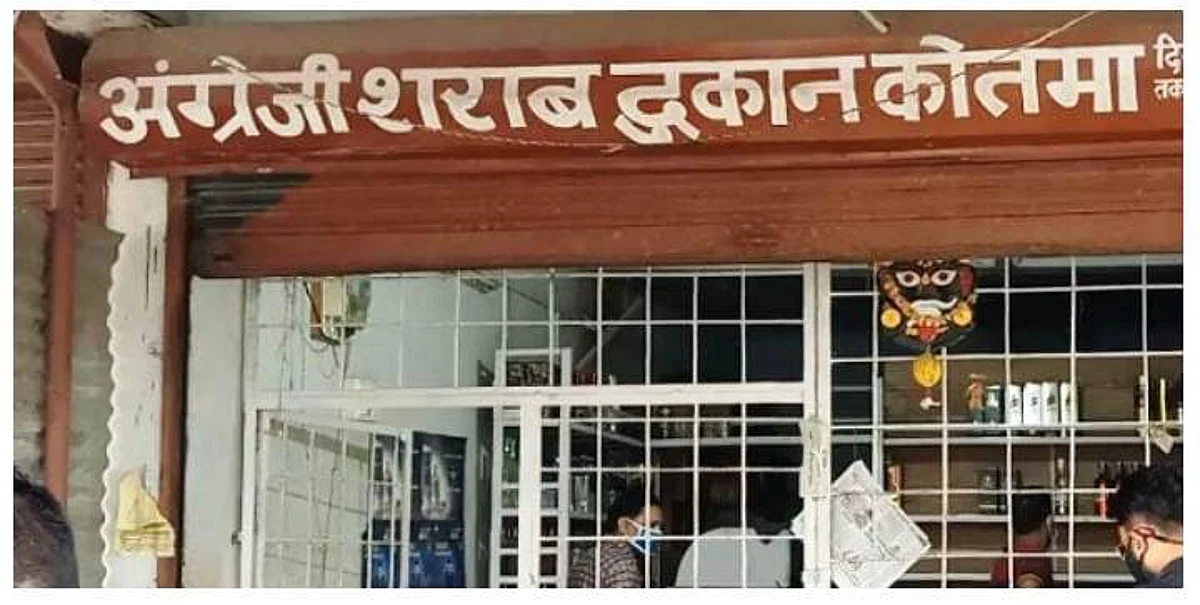 अंग्रेजी शराब दुकान कोतमा